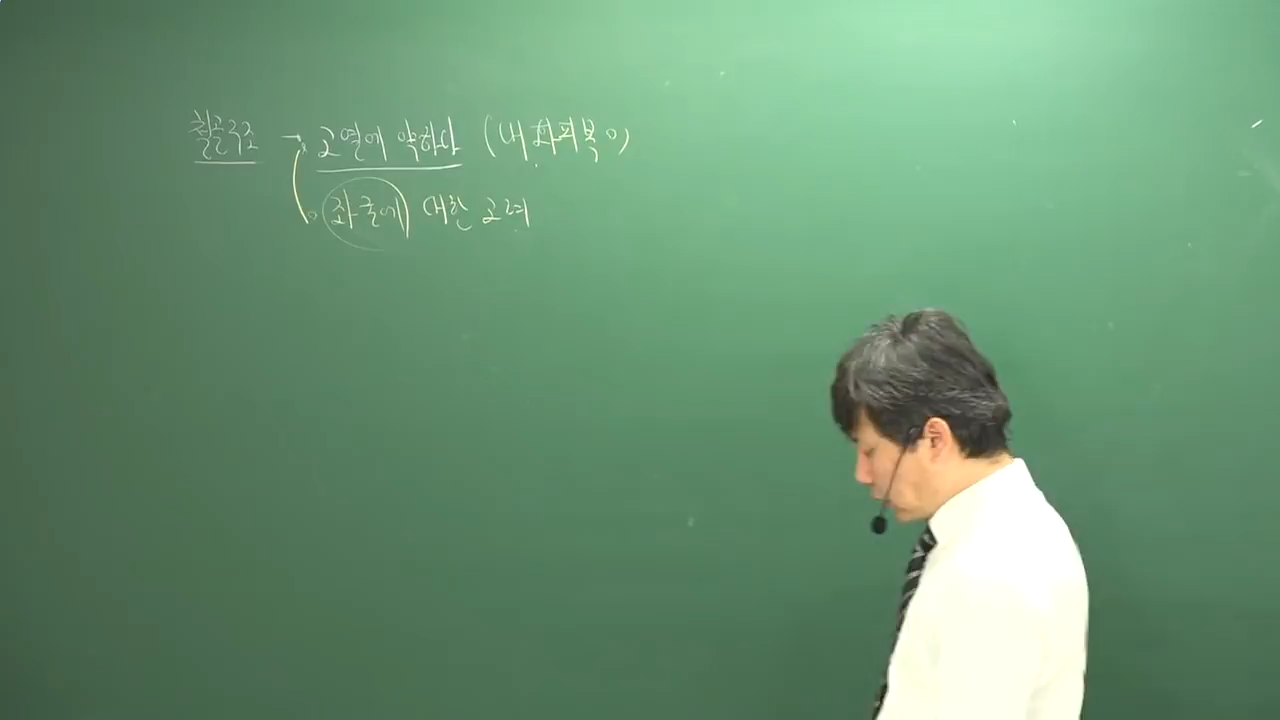 철골구조 → 고열에 약하다 (내화피복 )
좌굴에 대한 고려